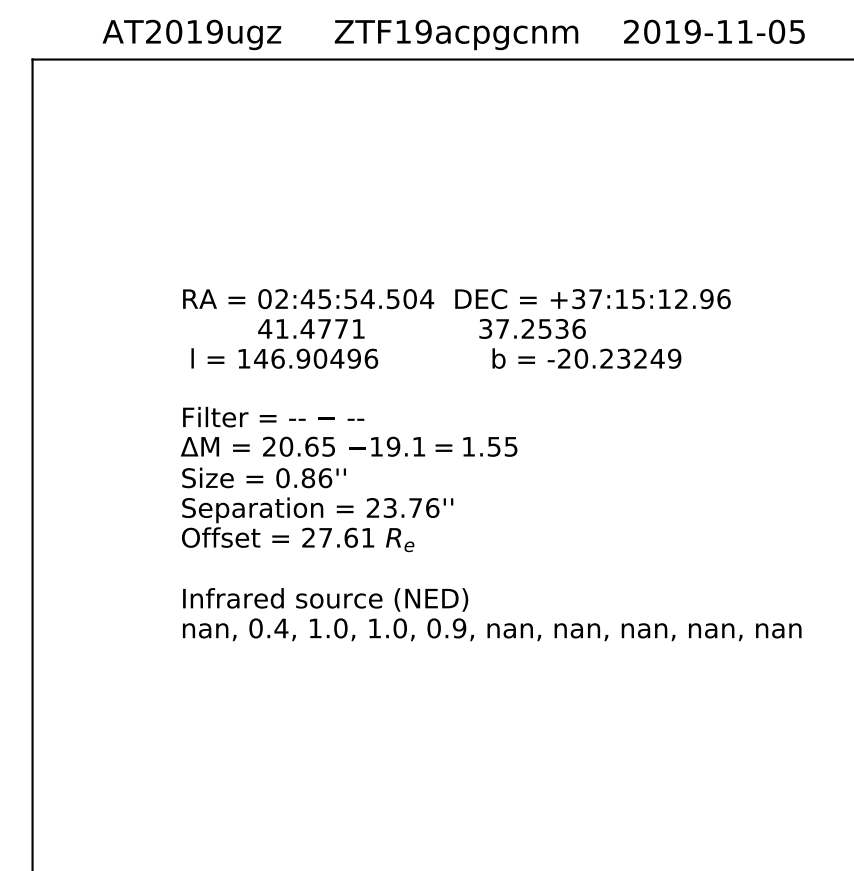 AT2019ugz ZTF19acpgcnm 2019-11-05
RA = 02:45:54.504 DEC = +37:15:12.96
41.4771 37.2536
l = 146.90496 b = -20.23249
Filter = -- − --
ΔM = 20.65 −19.1 = 1.55
Size = 0.86''
Separation = 23.76''
Offset = 27.61 Re
Infrared source (NED)
nan, 0.4, 1.0, 1.0, 0.9, nan, nan, nan, nan, nan